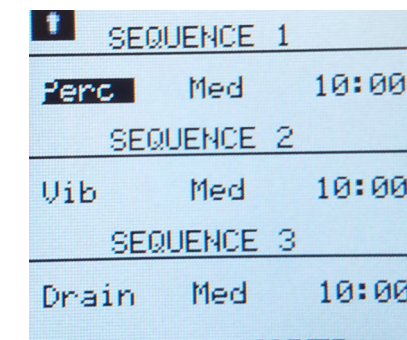 SEQUENCE 1
Perc Med 10:00
SEQUENCE 2
Vib Med 10:00
SEQUENCE 3
Drain Med 10:00